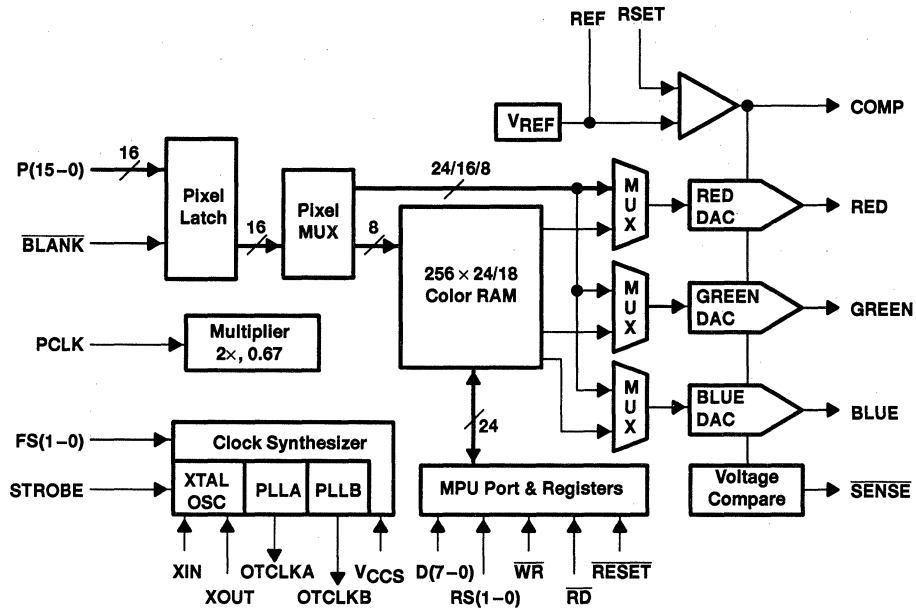 REF
RSET
VREF
COMP
P(15–0)
16
Pixel
Latch
BLANK
16
Pixel
MUX
24/16/8
8
256 × 24/18
Color RAM
M
U
X
RED
DAC
RED
M
U
X
GREEN
DAC
GREEN
M
U
X
BLUE
DAC
BLUE
PCLK
Multiplier
2×, 0.67
24
FS(1–0)
STROBE
Clock Synthesizer
XTAL
OSC
PLLA
PLLB
MPU Port & Registers
Voltage
Compare
SENSE
XIN
XOUT
OTCLKA
OTCLKB
VCCS
D(7–0)
RS(1–0)
WR
RD
RESET